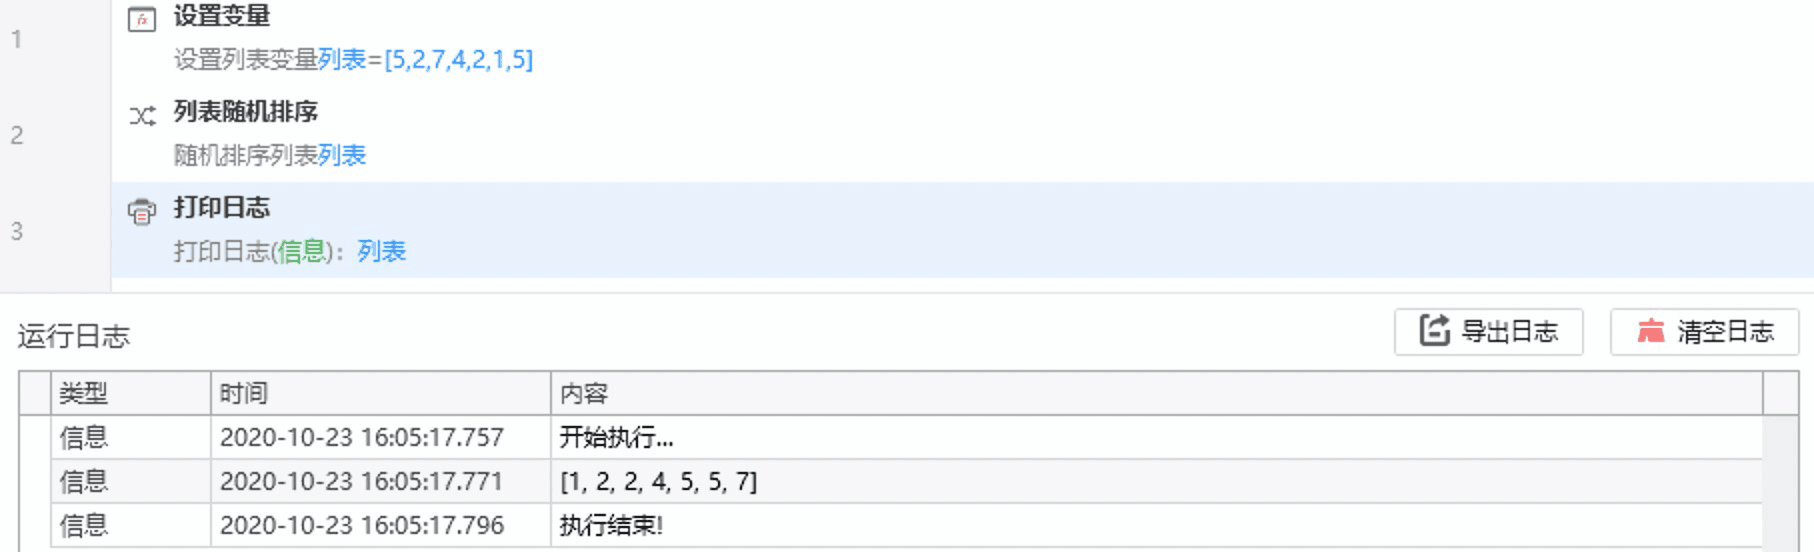 1
设置变量
设置列表变量列表=[5,2,7,4,2,1,5]
2
列表随机排序
随机排序列表列表
3
打印日志
打印日志(信息)：列表
运行日志
导出日志
清空日志
类型 时间 内容
信息 2020-10-23 16:05:17.757 开始执行...
信息 2020-10-23 16:05:17.771 [1, 2, 2, 4, 5, 5, 7]
信息 2020-10-23 16:05:17.796 执行结束!